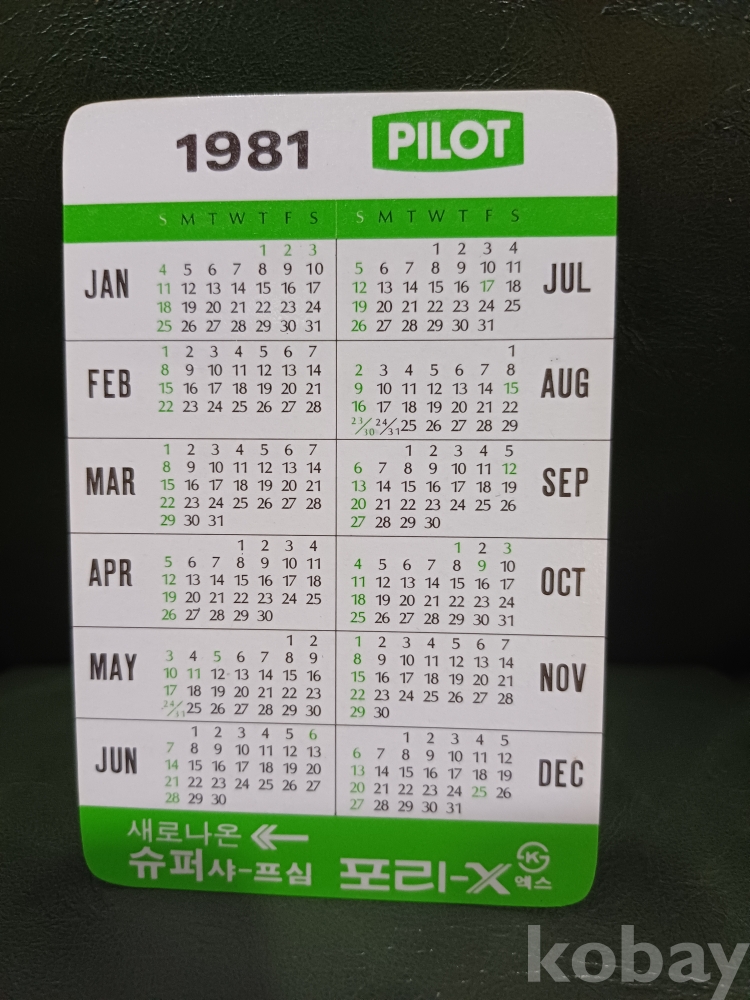 1981 PILOT
S M T W T F S S M T W T F S
JAN
1 2 3
4 5 6 7 8 9 10
11 12 13 14 15 16 17
18 19 20 21 22 23 24
25 26 27 28 29 30 31
JUL
1 2 3 4
5 6 7 8 9 10 11
12 13 14 15 16 17 18
19 20 21 22 23 24 25
26 27 28 29 30 31
FEB
1 2 3 4 5 6 7
8 9 10 11 12 13 14
15 16 17 18 19 20 21
22 23 24 25 26 27 28
AUG
1
2 3 4 5 6 7 8
9 10 11 12 13 14 15
16 17 18 19 20 21 22
23/30 24/31 25 26 27 28 29
MAR
1 2 3 4 5 6 7
8 9 10 11 12 13 14
15 16 17 18 19 20 21
22 23 24 25 26 27 28
29 30 31
SEP
1 2 3 4 5
6 7 8 9 10 11 12
13 14 15 16 17 18 19
20 21 22 23 24 25 26
27 28 29 30
APR
1 2 3 4
5 6 7 8 9 10 11
12 13 14 15 16 17 18
19 20 21 22 23 24 25
26 27 28 29 30
OCT
1 2 3
4 5 6 7 8 9 10
11 12 13 14 15 16 17
18 19 20 21 22 23 24
25 26 27 28 29 30 31
MAY
1 2
3 4 5 6 7 8 9
10 11 12 13 14 15 16
17 18 19 20 21 22 23
24/31 25 26 27 28 29 30
NOV
1 2 3 4 5 6 7
8 9 10 11 12 13 14
15 16 17 18 19 20 21
22 23 24 25 26 27 28
29 30
JUN
1 2 3 4 5 6
7 8 9 10 11 12 13
14 15 16 17 18 19 20
21 22 23 24 25 26 27
28 29 30
DEC
1 2 3 4 5
6 7 8 9 10 11 12
13 14 15 16 17 18 19
20 21 22 23 24 25 26
27 28 29 30 31
새로나온
슈퍼샤-프심 포리-X 엑스
K
kobay